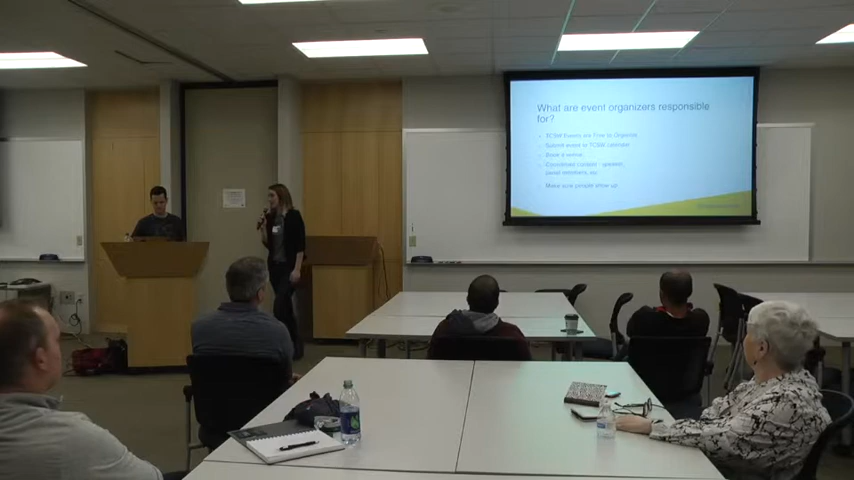 What are event organizers responsible
for?
TCSW Events are Free to Organize
Submit event to TCSW calendar
Book a venue
Coordinate content - speakers,
panel members, etc.
Make sure people show up